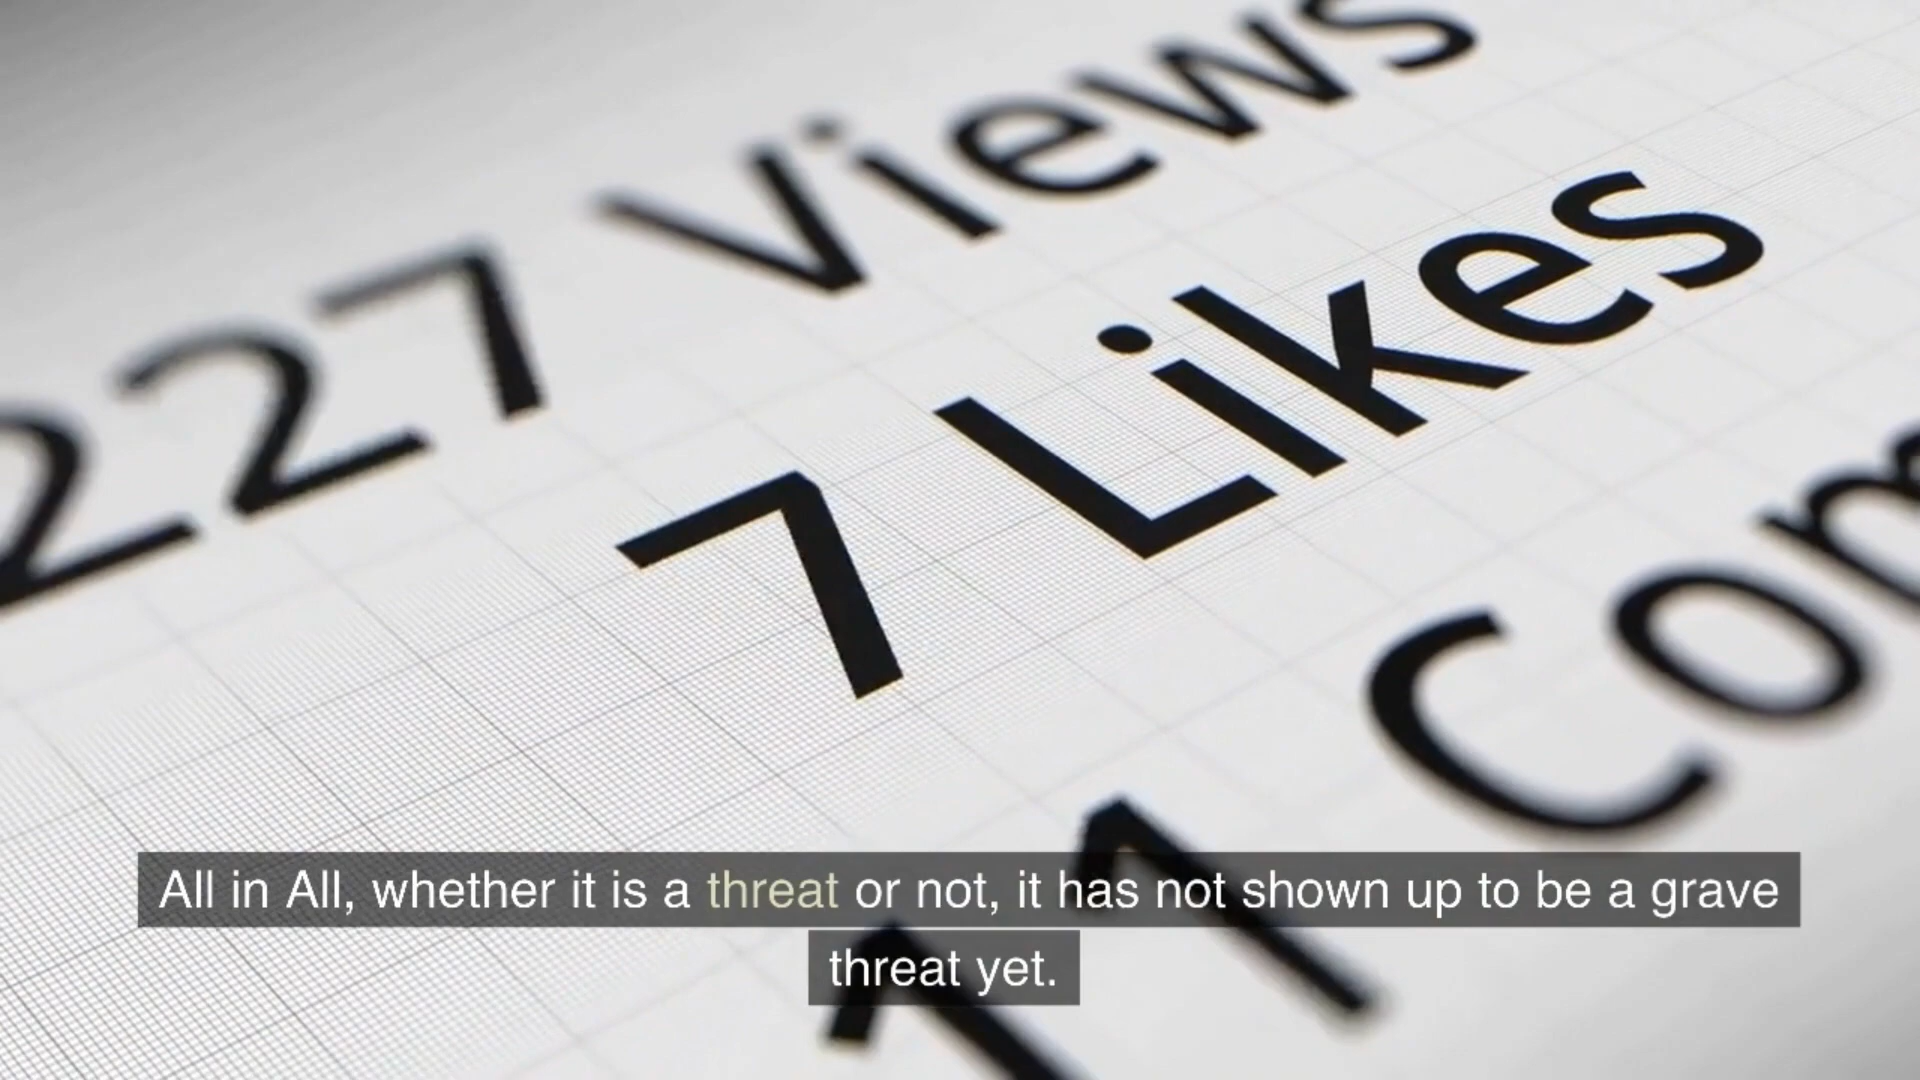 227 Views
7 Likes
11 Com
All in All, whether it is a threat or not, it has not shown up to be a grave
threat yet.